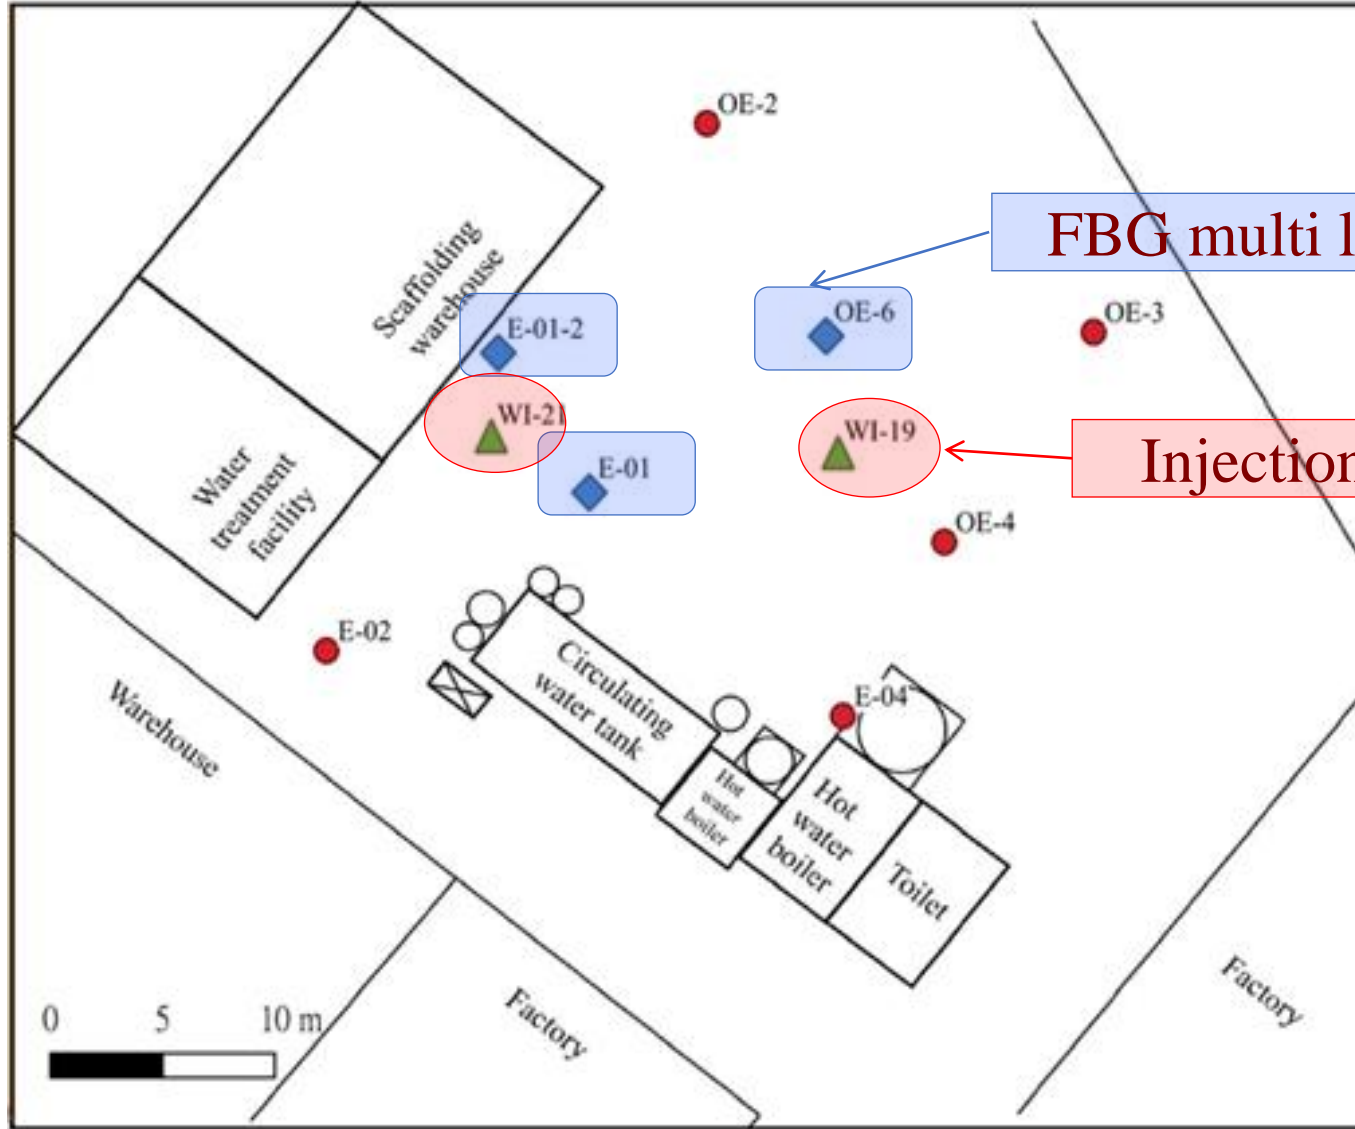 OE-2
FBG multi l
Scaffolding
warehouse
E-01-2
OE-6
OE-3
WI-21
WI-19
Injection
E-01
Water
treatment
facility
OE-4
E-02
Circulating
water tank
E-04
Warehouse
Hot
water
boiler
Hot
water
boiler
Toilet
Factory
Factory
0 5 10 m